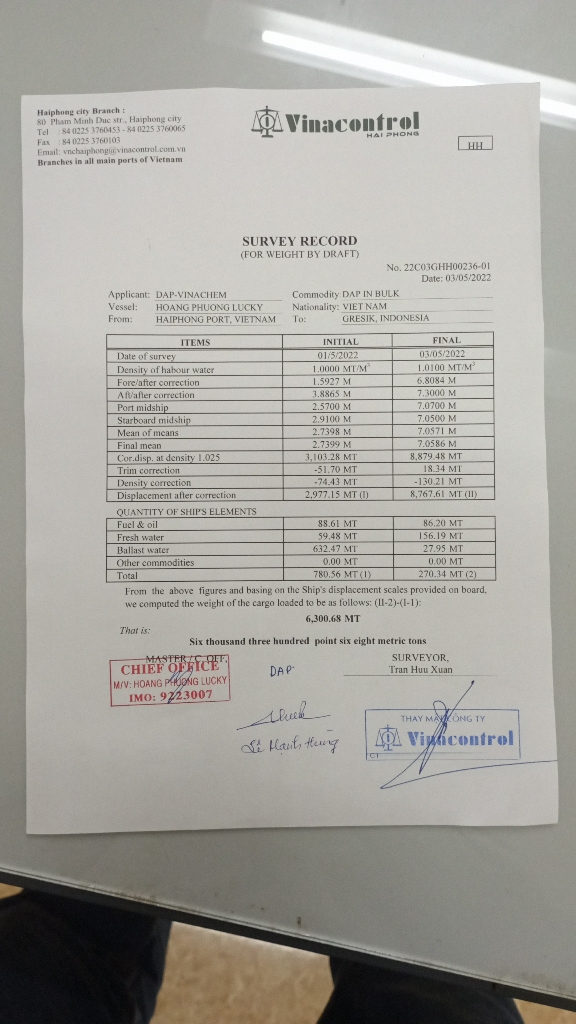 Haiphong city Branch :
80 Pham Minh Duc str., Haiphong city
Tel : 84 0225 3760453 - 84 0225 3760065
Fax : 84 0225 3760103
Email: vnchaiphong@vinacontrol.com.vn
Branches in all main ports of Vietnam
Vinacontrol
HAI PHONG
HH
SURVEY RECORD
(FOR WEIGHT BY DRAFT)
No. 22C03GHH00236-01
Date: 03/05/2022
Applicant: DAP-VINACHEM Commodity DAP IN BULK
Vessel: HOANG PHUONG LUCKY Nationality: VIET NAM
From: HAIPHONG PORT, VIETNAM To: GRESIK, INDONESIA
ITEMS INITIAL FINAL
Date of survey 01/5/2022 03/05/2022
Density of habour water 1.0000 MT/M³ 1.0100 MT/M³
Fore/after correction 1.5927 M 6.8084 M
Aft/after correction 3.8865 M 7.3000 M
Port midship 2.5700 M 7.0700 M
Starboard midship 2.9100 M 7.0500 M
Mean of means 2.7398 M 7.0571 M
Final mean 2.7399 M 7.0586 M
Cor.disp. at density 1.025 3,103.28 MT 8,879.48 MT
Trim correction -51.70 MT 18.34 MT
Density correction -74.43 MT -130.21 MT
Displacement after correction 2,977.15 MT (I) 8,767.61 MT (II)
QUANTITY OF SHIP'S ELEMENTS
Fuel & oil 88.61 MT 86.20 MT
Fresh water 59.48 MT 156.19 MT
Ballast water 632.47 MT 27.95 MT
Other commodities 0.00 MT 0.00 MT
Total 780.56 MT (1) 270.34 MT (2)
From the above figures and basing on the Ship's displacement scales provided on board,
we computed the weight of the cargo loaded to be as follows: (II-2)-(I-1):
6,300.68 MT
That is:
Six thousand three hundred point six eight metric tons
MASTER / C. OFF, SURVEYOR,
CHIEF OFFICE DAP Tran Huu Xuan
M/V: HOANG PHUONG LUCKY
IMO: 9223007
THAY MẶT CÔNG TY
Vinacontrol
CT
Lê Mạnh Hùng